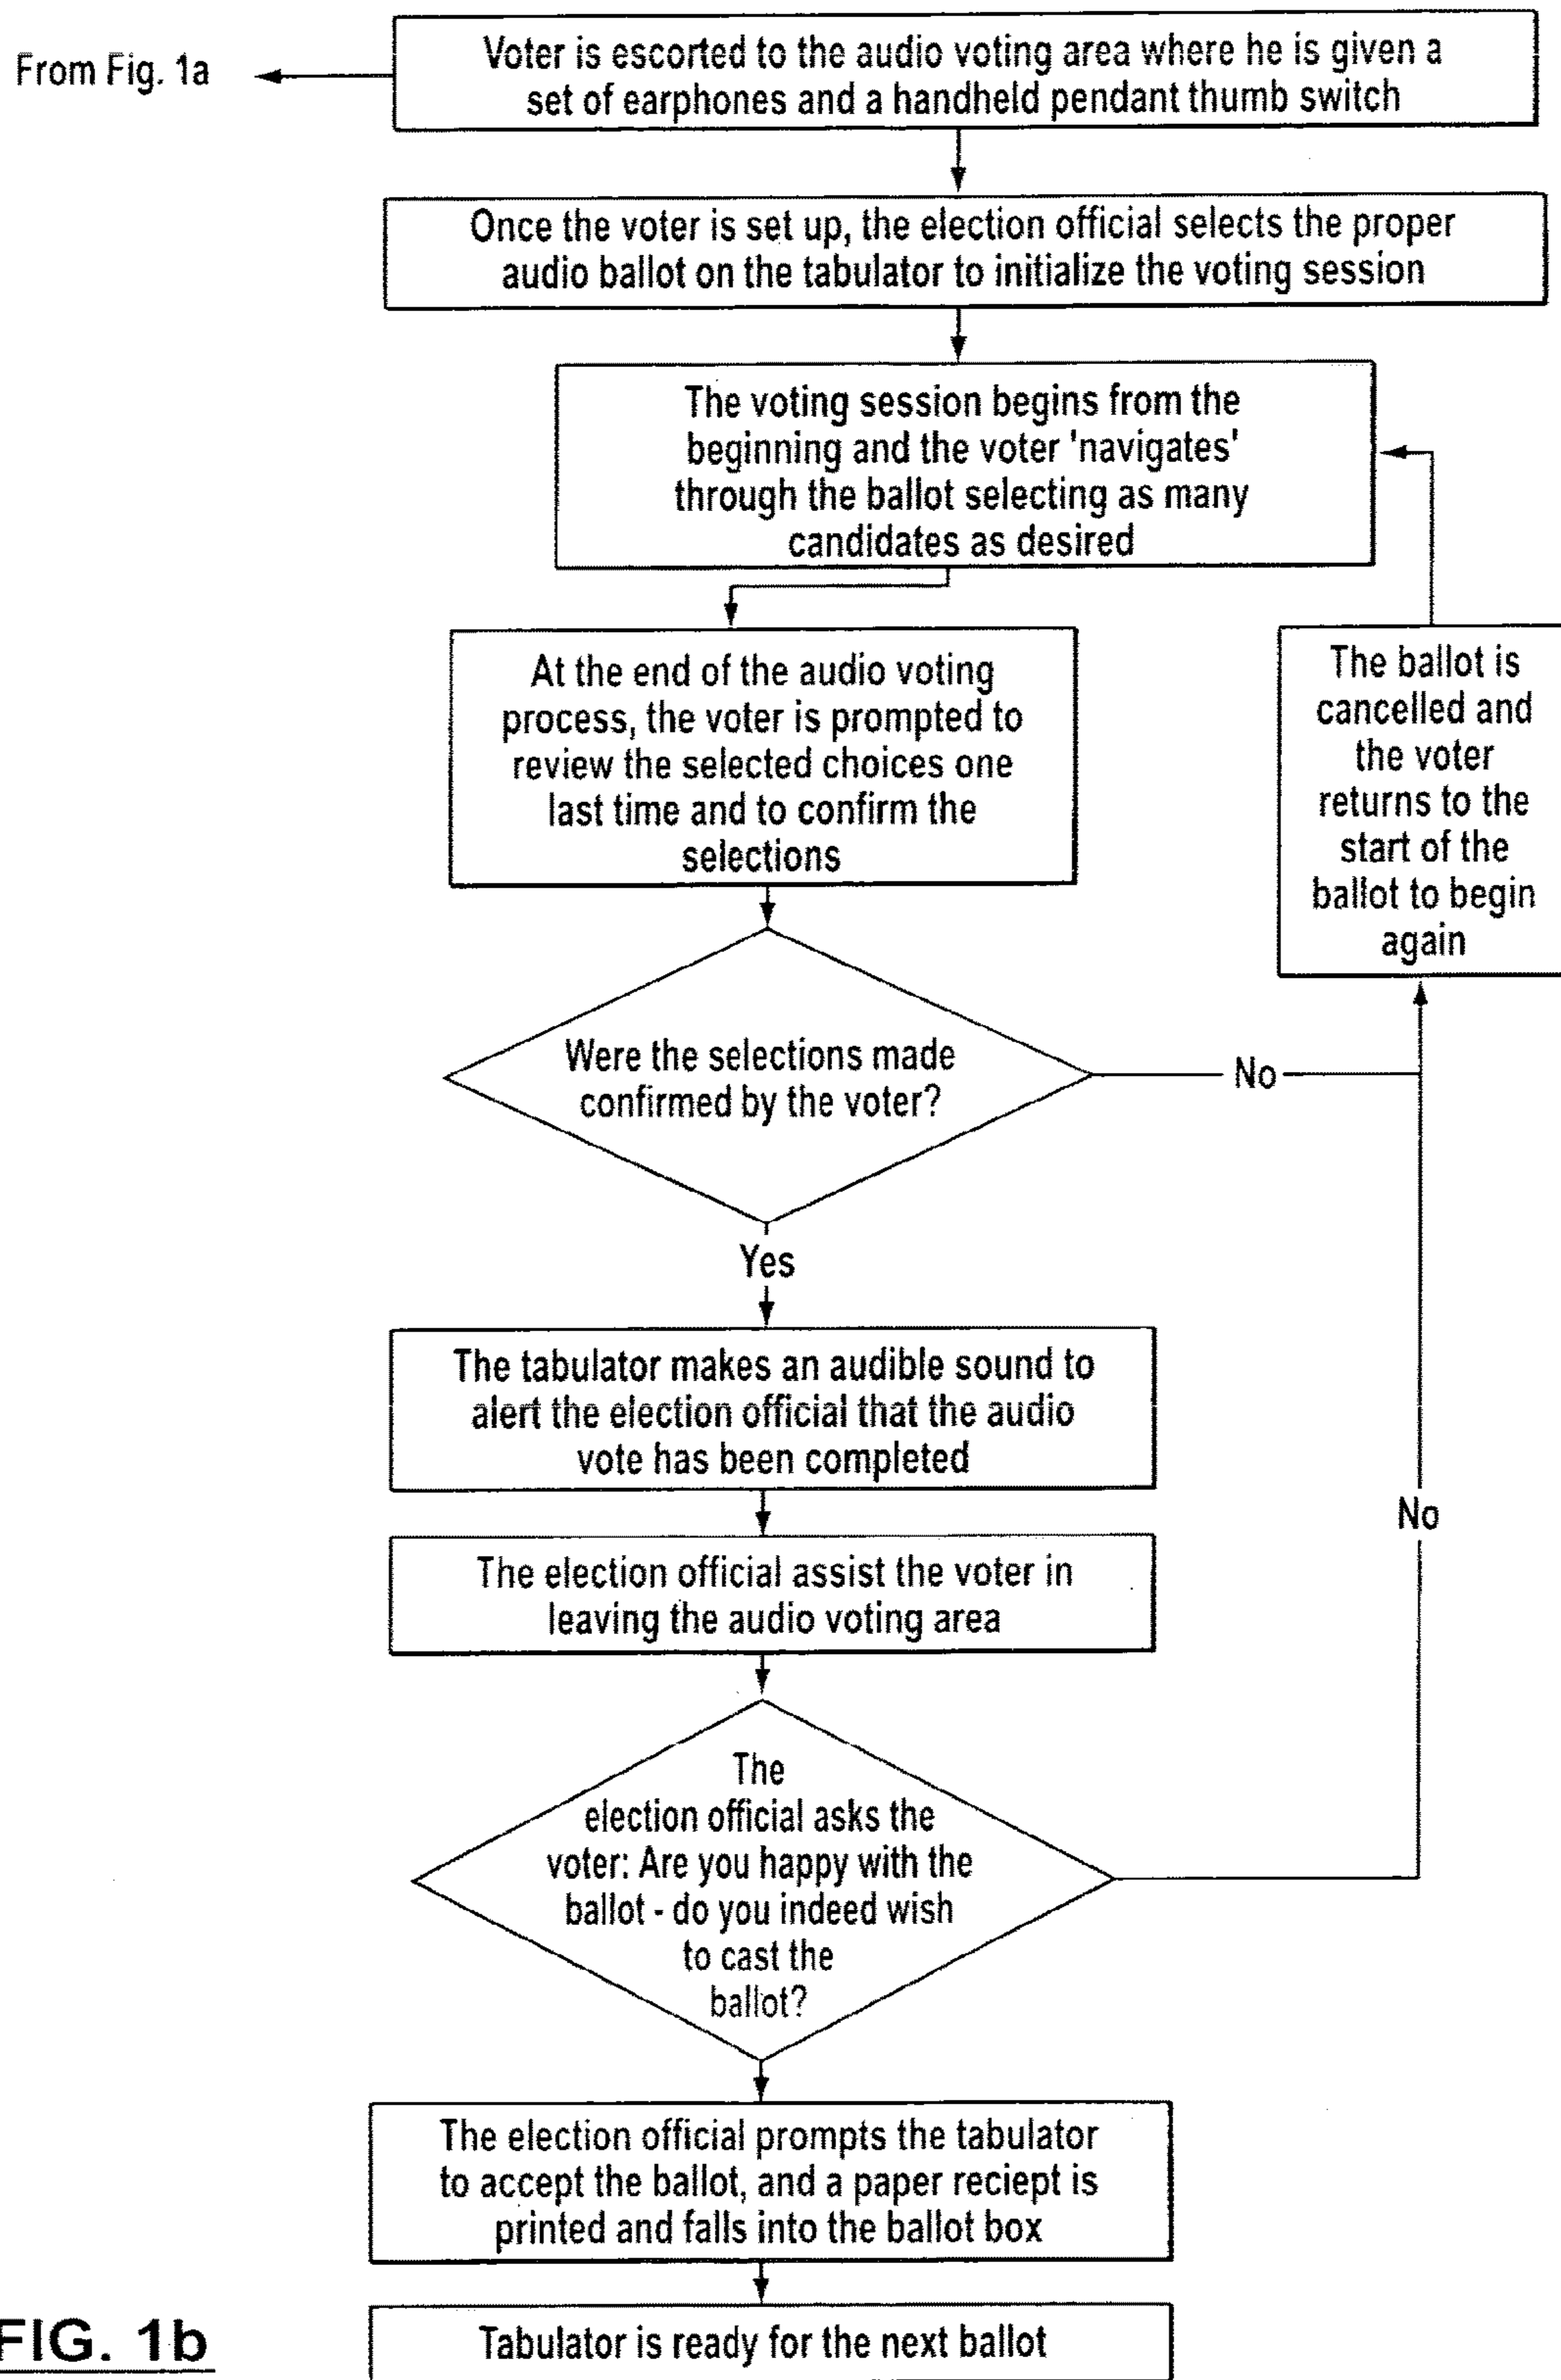 From Fig. 1a
Voter is escorted to the audio voting area where he is given a
set of earphones and a handheld pendant thumb switch
Once the voter is set up, the election official selects the proper
audio ballot on the tabulator to initialize the voting session
The voting session begins from the
beginning and the voter 'navigates'
through the ballot selecting as many
candidates as desired
At the end of the audio voting
process, the voter is prompted to
review the selected choices one
last time and to confirm the
selections
The ballot is
cancelled and
the voter
returns to the
start of the
ballot to begin
again
Were the selections made
confirmed by the voter?
No
Yes
The tabulator makes an audible sound to
alert the election official that the audio
vote has been completed
No
The election official assist the voter in
leaving the audio voting area
The
election official asks the
voter: Are you happy with the
ballot - do you indeed wish
to cast the
ballot?
The election official prompts the tabulator
to accept the ballot, and a paper reciept is
printed and falls into the ballot box
Tabulator is ready for the next ballot
FIG. 1b